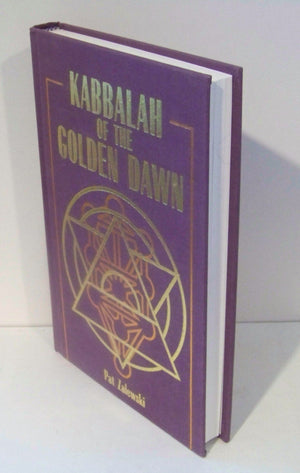 KABBALAH
OF THE
GOLDEN DAWN
Pat Zalewski